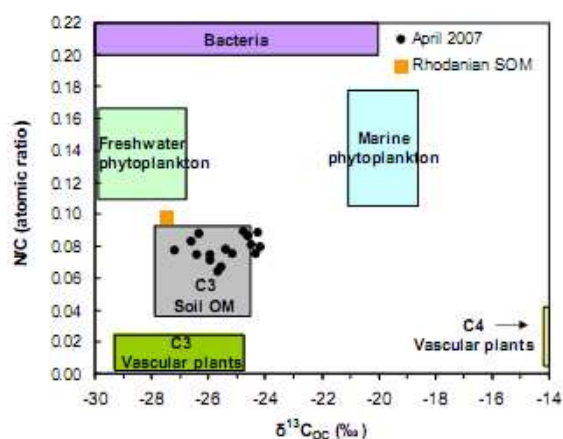 0.22
0.20
0.18
0.16
0.14
0.12
0.10
0.08
0.06
0.04
0.02
0.00
N/C (atomic ratio)
Bacteria
April 2007
Rhodanian SOM
Freshwater
phytoplankton
Marine
phytoplankton
C3
Soil OM
C3
Vascular plants
C4
Vascular plants
-30 -28 -26 -24 -22 -20 -18 -16 -14
δ¹³C_OC (‰)